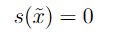 s(x̃) = 0